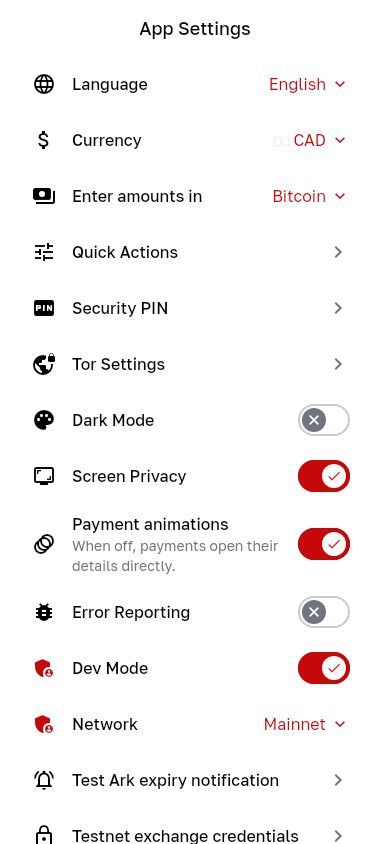 App Settings
Language English
Currency CAD
Enter amounts in Bitcoin
Quick Actions
PIN Security PIN
Tor Settings
Dark Mode
Screen Privacy
Payment animations
When off, payments open their
details directly.
Error Reporting
Dev Mode
Network Mainnet
Test Ark expiry notification
Testnet exchange credentials